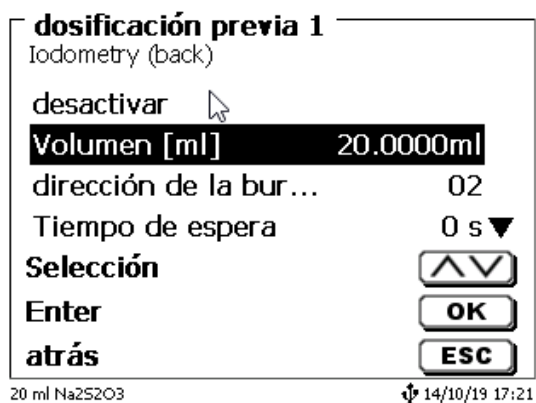 dosificación previa 1
Iodometry (back)
desactivar
Volumen [ml] 20.0000ml
dirección de la bur... 02
Tiempo de espera 0 s
Selección
Enter OK
atrás ESC
20 ml Na2S2O3 14/10/19 17:21